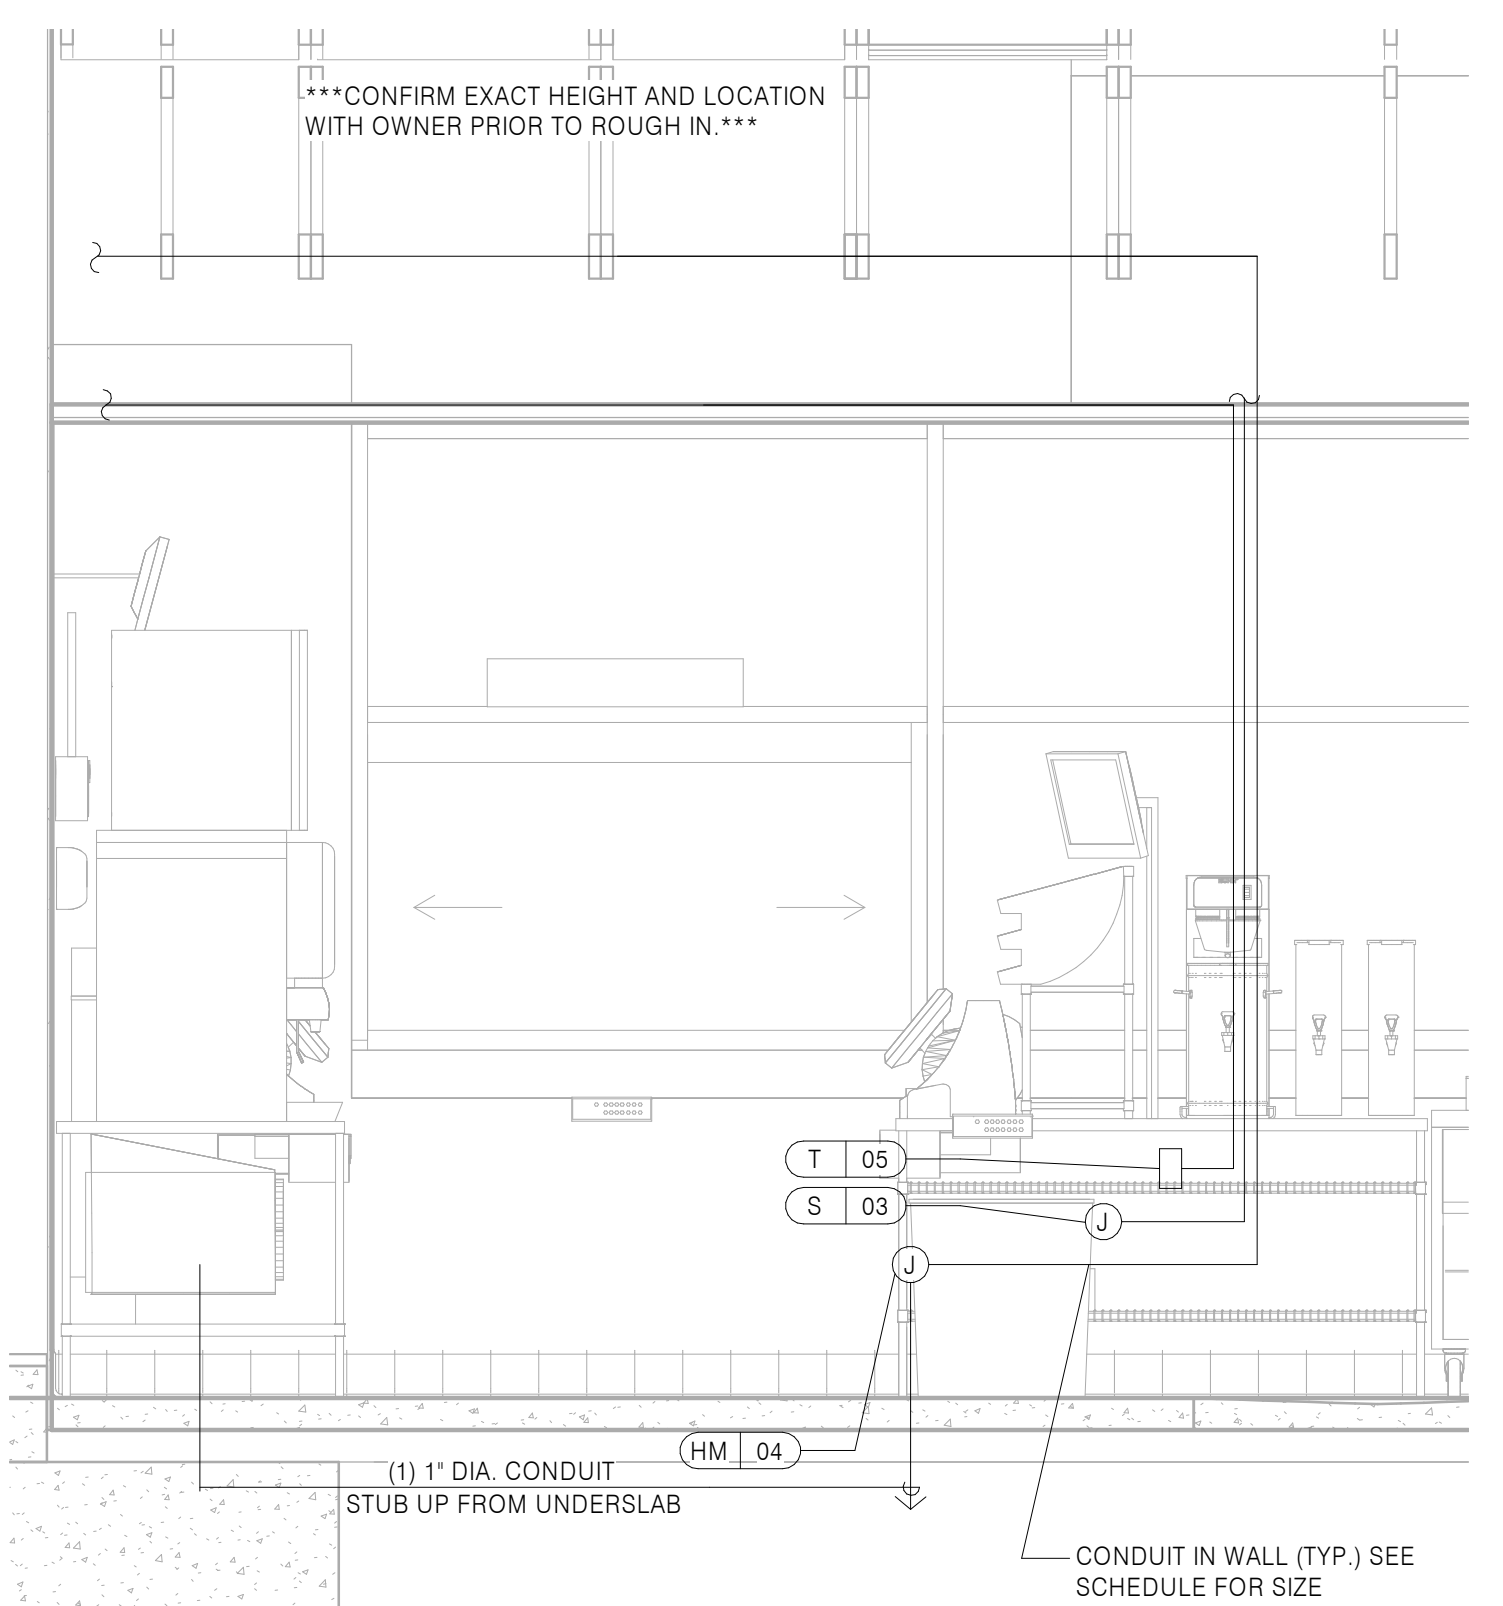 ***CONFIRM EXACT HEIGHT AND LOCATION
WITH OWNER PRIOR TO ROUGH IN.***
T 05
S 03
J
J
HM 04
(1) 1" DIA. CONDUIT
STUB UP FROM UNDERSLAB
CONDUIT IN WALL (TYP.) SEE
SCHEDULE FOR SIZE